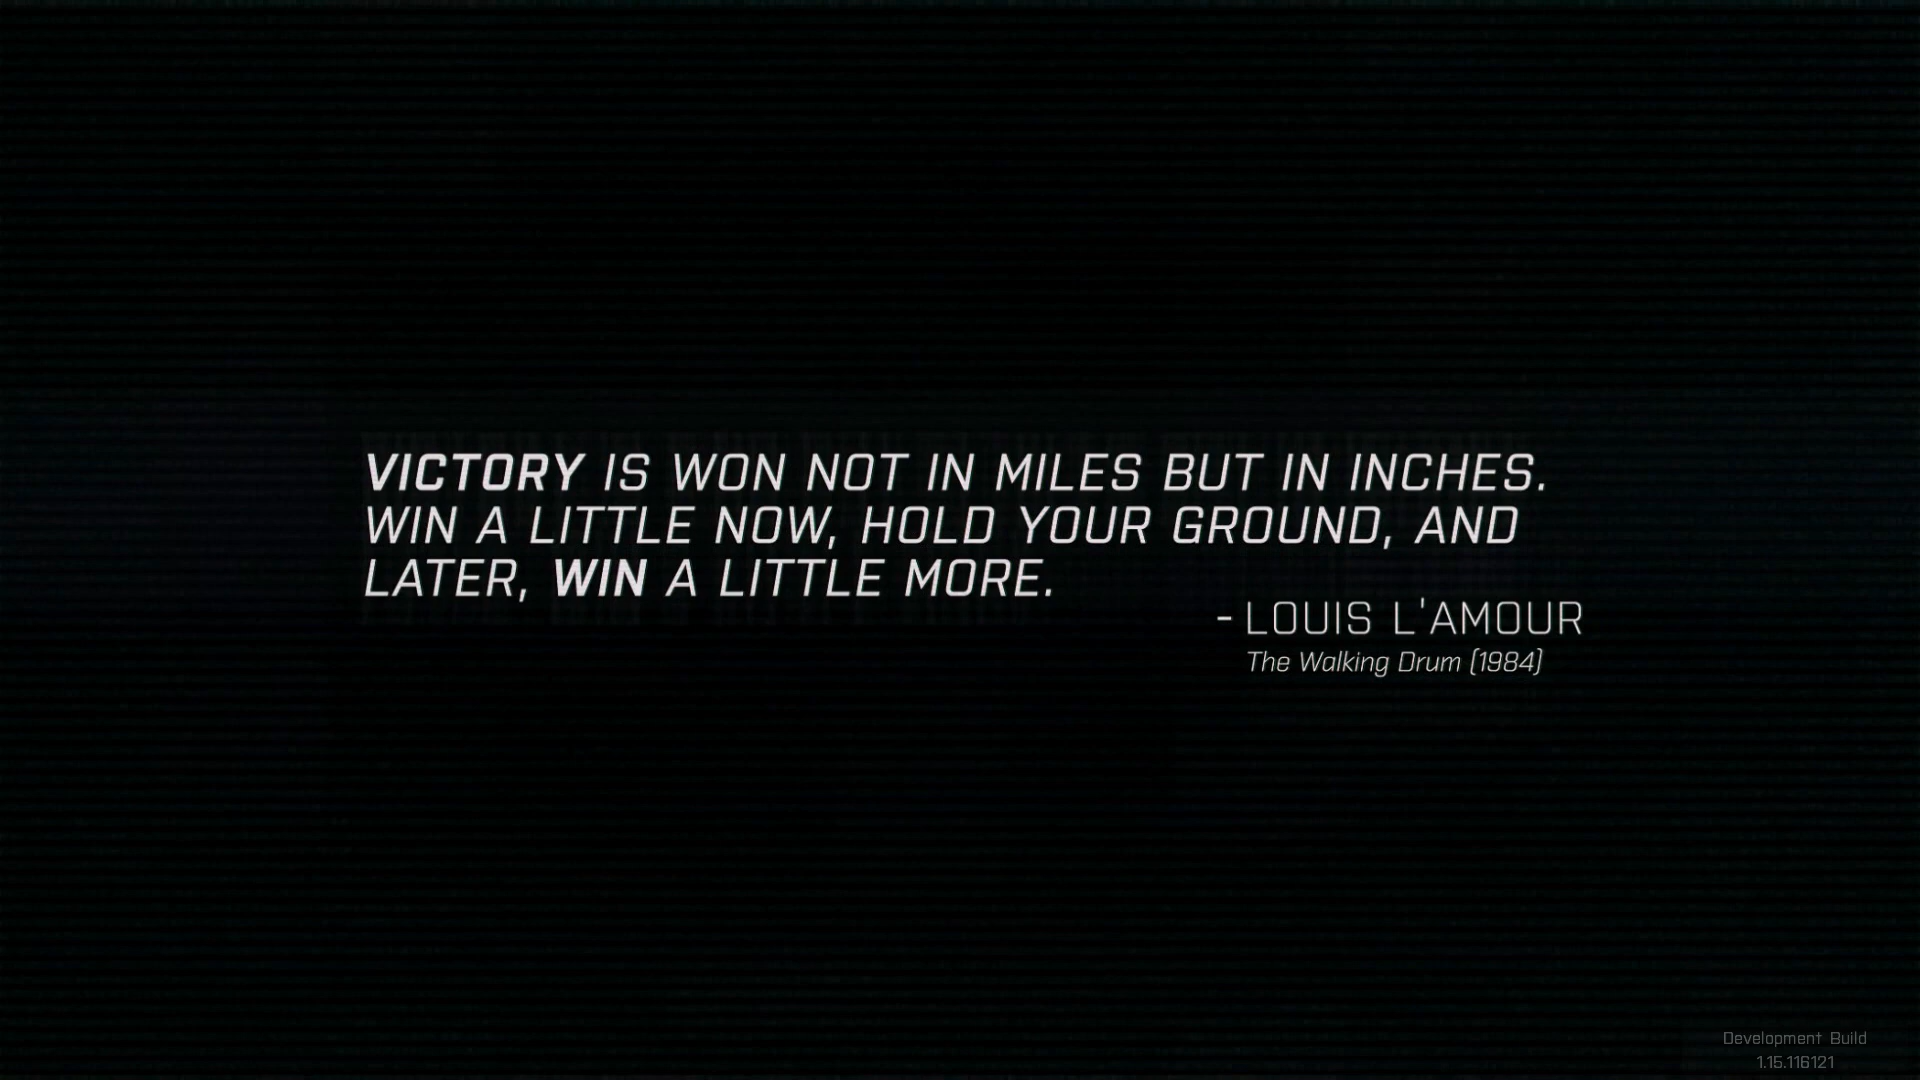 VICTORY IS WON NOT IN MILES BUT IN INCHES.
WIN A LITTLE NOW, HOLD YOUR GROUND, AND
LATER, WIN A LITTLE MORE.
- LOUIS L'AMOUR
The Walking Drum (1984)
Development Build
1.15.116121